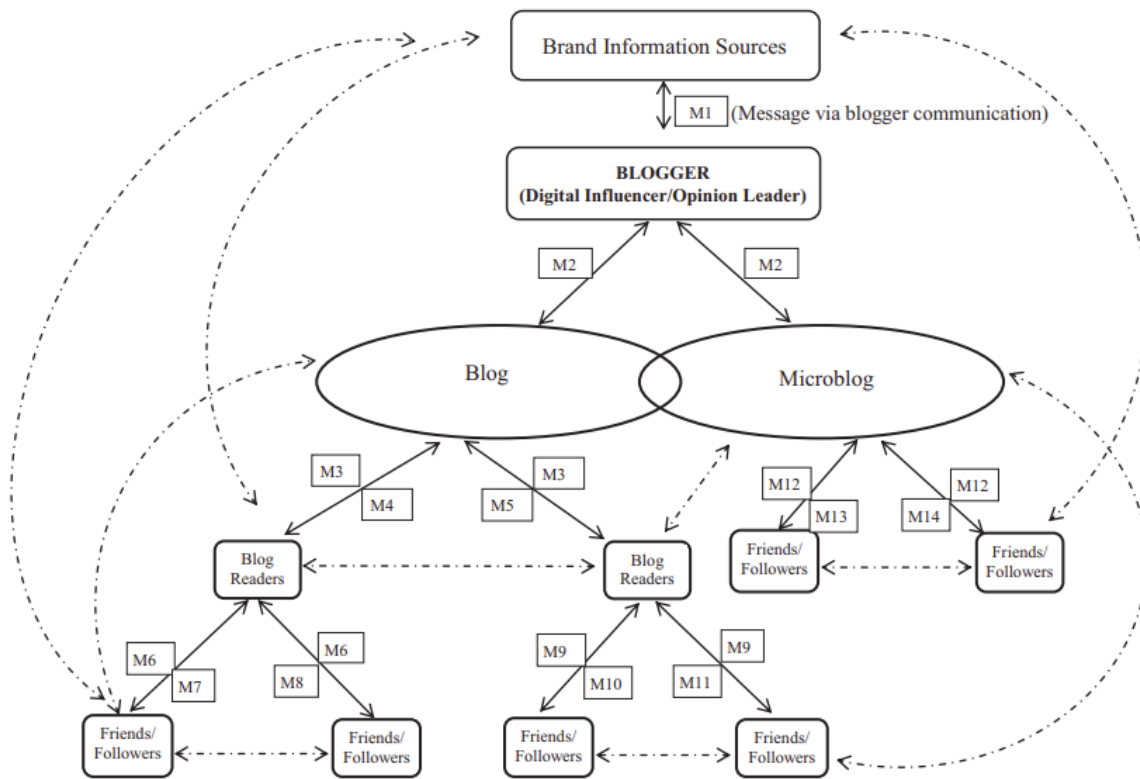 Brand Information Sources
M1 (Message via blogger communication)
BLOGGER
(Digital Influencer/Opinion Leader)
M2
M2
Blog
Microblog
M3
M4
M3
M5
M12
M13
M12
M14
Blog
Readers
Blog
Readers
Friends/
Followers
Friends/
Followers
M6
M7
M6
M8
M9
M10
M9
M11
Friends/
Followers
Friends/
Followers
Friends/
Followers
Friends/
Followers